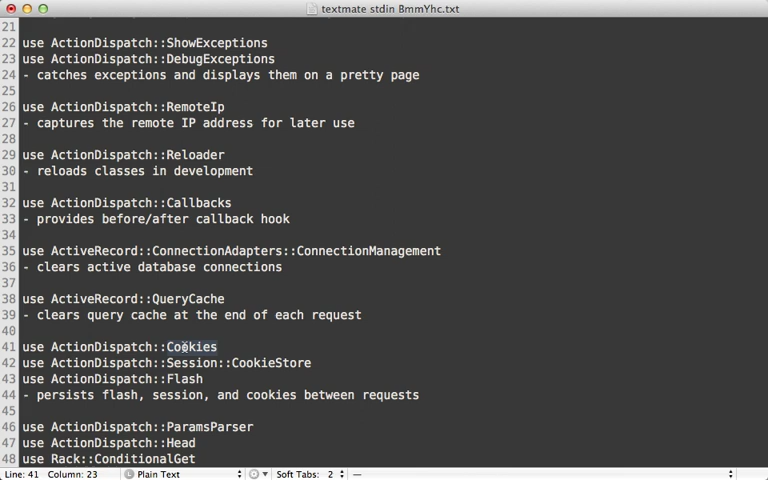 textmate stdin BmmYhc.txt
21
22 use ActionDispatch::ShowExceptions
23 use ActionDispatch::DebugExceptions
24 - catches exceptions and displays them on a pretty page
25
26 use ActionDispatch::RemoteIp
27 - captures the remote IP address for later use
28
29 use ActionDispatch::Reloader
30 - reloads classes in development
31
32 use ActionDispatch::Callbacks
33 - provides before/after callback hook
34
35 use ActiveRecord::ConnectionAdapters::ConnectionManagement
36 - clears active database connections
37
38 use ActiveRecord::QueryCache
39 - clears query cache at the end of each request
40
41 use ActionDispatch::Cookies
42 use ActionDispatch::Session::CookieStore
43 use ActionDispatch::Flash
44 - persists flash, session, and cookies between requests
45
46 use ActionDispatch::ParamsParser
47 use ActionDispatch::Head
48 use Rack::ConditionalGet
Line: 41 Column: 23 L Plain Text Soft Tabs: 2 —